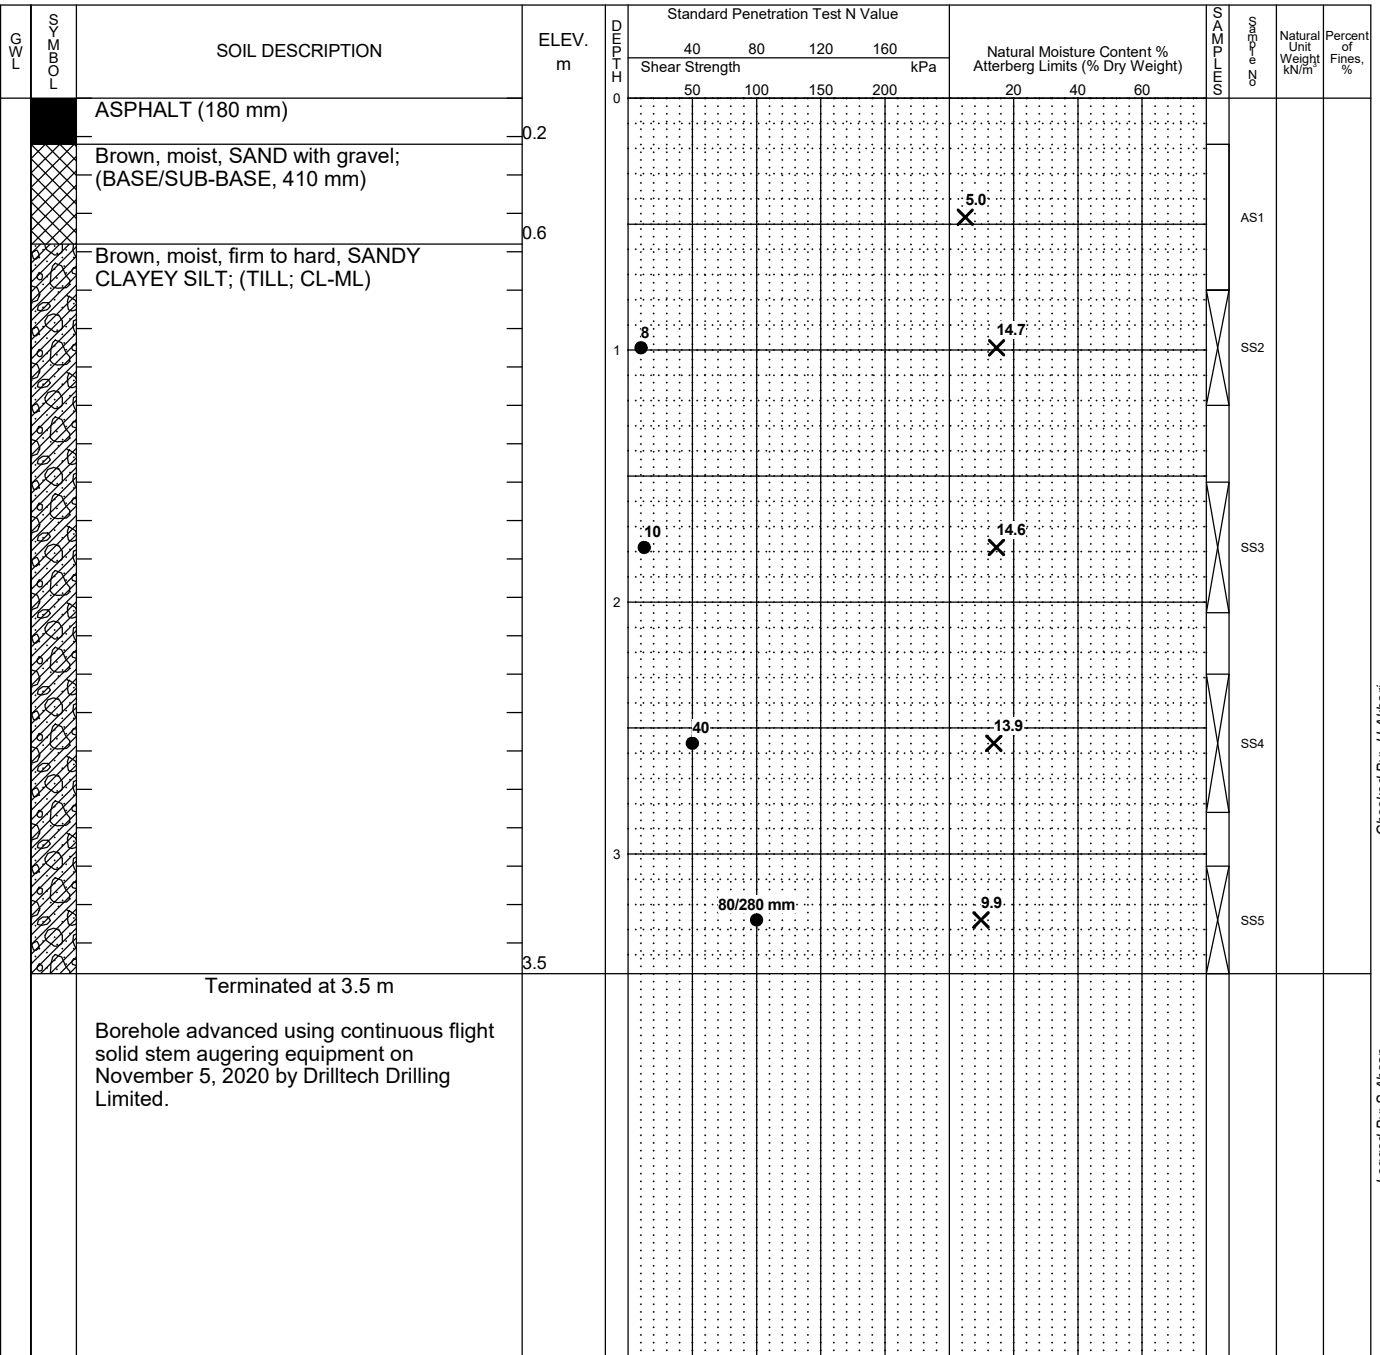 GWL
SYMBOL
SOIL DESCRIPTION
ELEV.
m
DEPTH
Standard Penetration Test N Value
40 80 120 160
Shear Strength kPa
50 100 150 200
Natural Moisture Content %
Atterberg Limits (% Dry Weight)
20 40 60
SAMPLES
Sample No
Natural
Unit
Weight
kN/m³
Percent
of
Fines,
%
0
ASPHALT (180 mm)
0.2
Brown, moist, SAND with gravel;
(BASE/SUB-BASE, 410 mm)
5.0
AS1
0.6
Brown, moist, firm to hard, SANDY
CLAYEY SILT; (TILL; CL-ML)
8
14.7
1
SS2
10
14.6
SS3
2
40
13.9
SS4
3
80/280 mm
9.9
SS5
3.5
Terminated at 3.5 m
Borehole advanced using continuous flight
solid stem augering equipment on
November 5, 2020 by Drilltech Drilling
Limited.